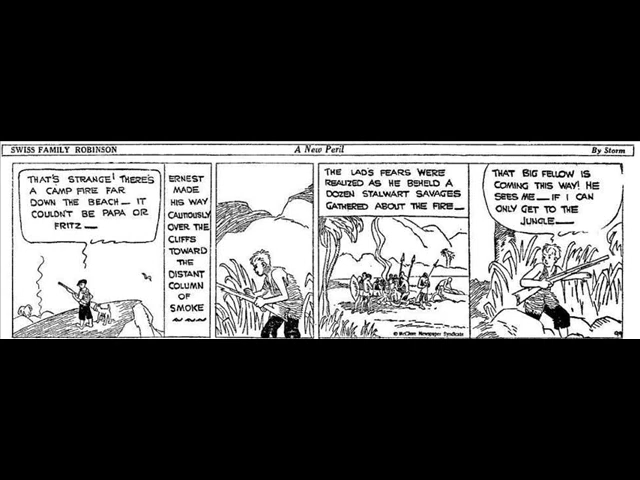 SWISS FAMILY ROBINSON
A New Peril
By Storm
THAT'S STRANGE! THERE'S
A CAMP FIRE FAR
DOWN THE BEACH — IT
COULDN'T BE PAPA OR
FRITZ —
ERNEST
MADE
HIS WAY
CAUTIOUSLY
OVER THE
CLIFFS
TOWARD
THE
DISTANT
COLUMN
OF
SMOKE
~ ~ ~
THE LAD'S FEARS WERE
REALIZED AS HE BEHELD A
DOZEN STALWART SAVAGES
GATHERED ABOUT THE FIRE —
© McClure Newspaper Syndicate
THAT BIG FELLOW IS
COMING THIS WAY! HE
SEES ME — IF I CAN
ONLY GET TO THE
JUNGLE —